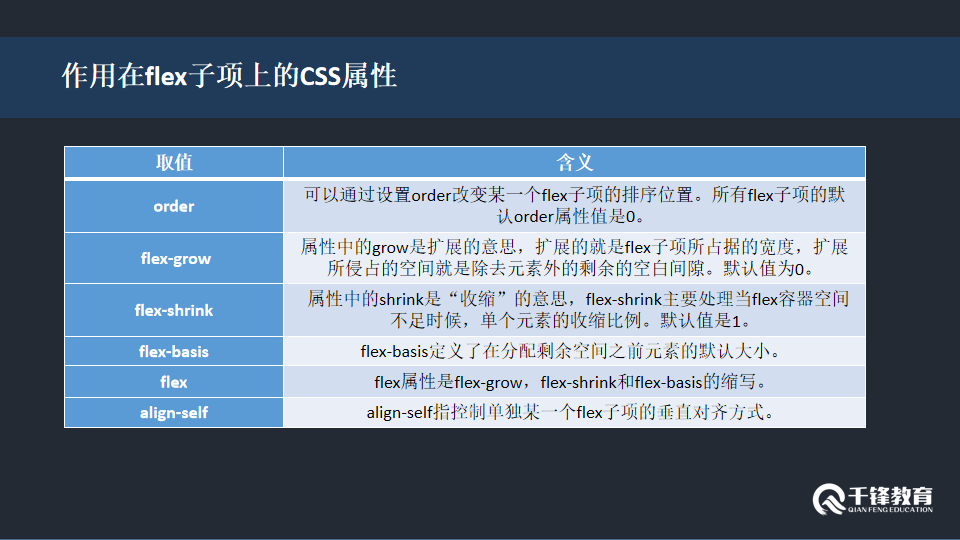 作用在flex子项上的CSS属性
取值
含义
order
可以通过设置order改变某一个flex子项的排序位置。所有flex子项的默
认order属性值是0。
flex-grow
属性中的grow是扩展的意思，扩展的就是flex子项所占据的宽度，扩展
所侵占的空间就是除去元素外的剩余的空白间隙。默认值为0。
flex-shrink
属性中的shrink是“收缩”的意思，flex-shrink主要处理当flex容器空间
不足时候，单个元素的收缩比例。默认值是1。
flex-basis
flex-basis定义了在分配剩余空间之前元素的默认大小。
flex
flex属性是flex-grow，flex-shrink和flex-basis的缩写。
align-self
align-self指控制单独某一个flex子项的垂直对齐方式。
千锋教育
QIAN FENG EDUCATION